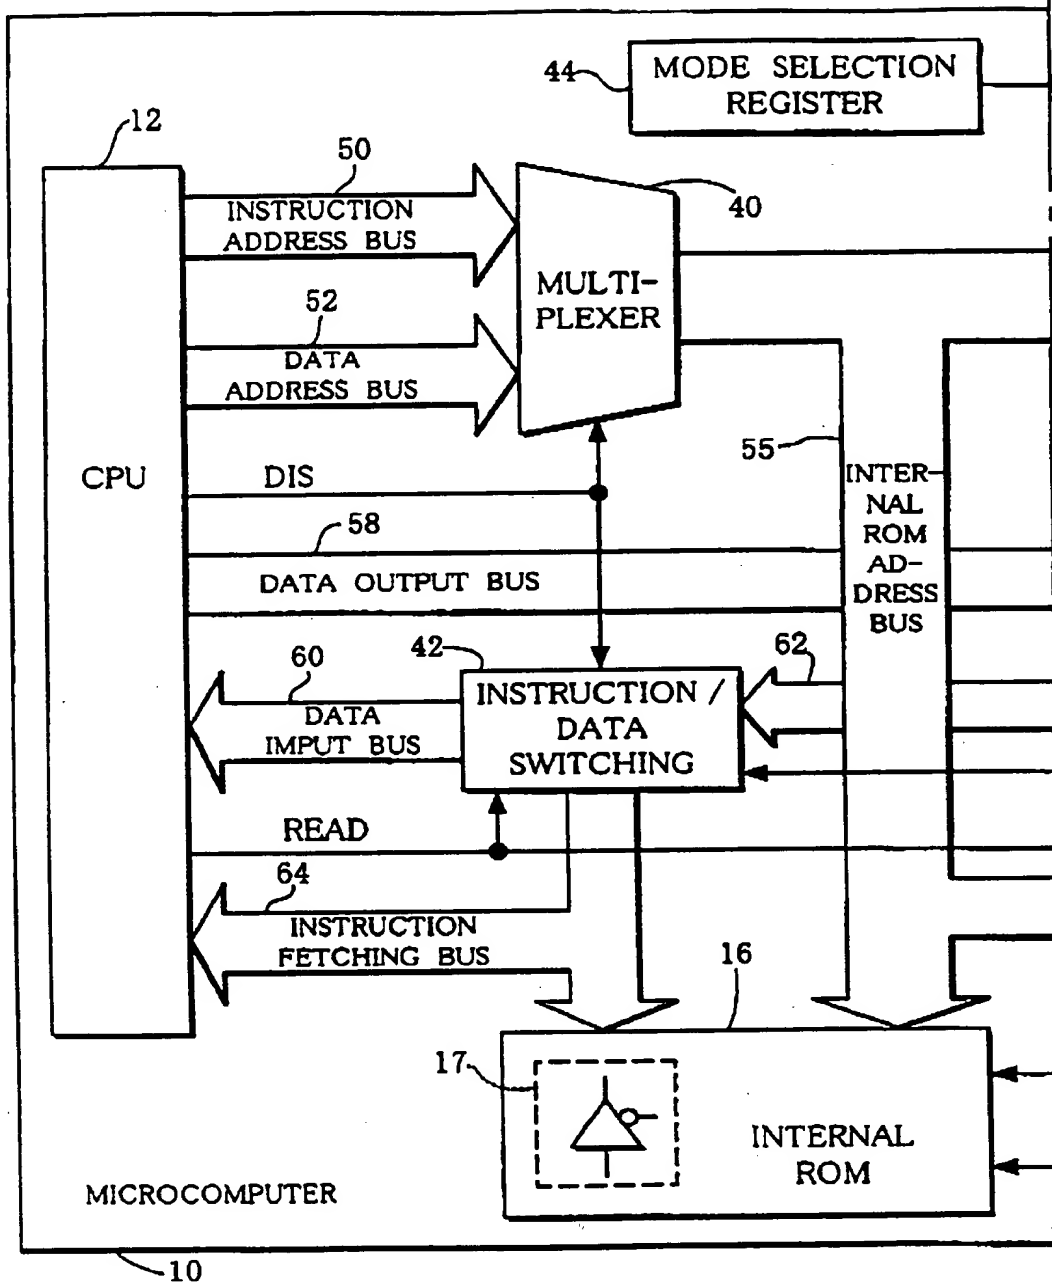 44
MODE SELECTION
REGISTER
12
50
INSTRUCTION
ADDRESS BUS
40
MULTI-
PLEXER
52
DATA
ADDRESS BUS
CPU
DIS
55
INTER-
NAL
ROM
AD-
DRESS
BUS
58
DATA OUTPUT BUS
60
DATA
IMPUT BUS
42
INSTRUCTION /
DATA
SWITCHING
62
READ
64
INSTRUCTION
FETCHING BUS
16
17
INTERNAL
ROM
MICROCOMPUTER
10